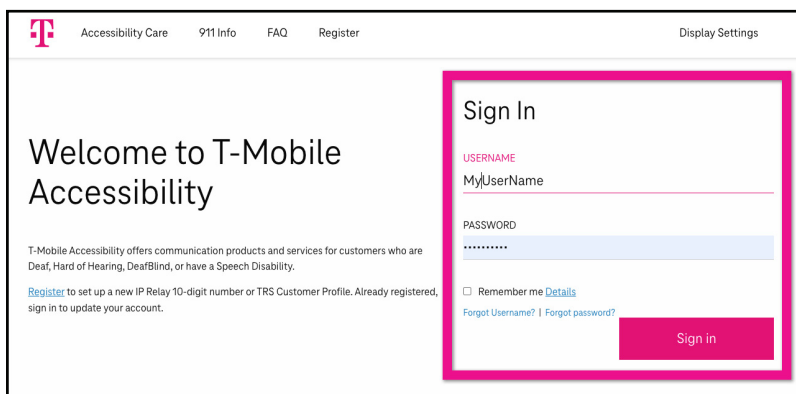 T
Accessibility Care 911 Info FAQ Register Display Settings
Welcome to T-Mobile
Accessibility
T-Mobile Accessibility offers communication products and services for customers who are
Deaf, Hard of Hearing, DeafBlind, or have a Speech Disability.
Register to set up a new IP Relay 10-digit number or TRS Customer Profile. Already registered,
sign in to update your account.
Sign In
USERNAME
MyUserName
PASSWORD
••••••••••
Remember me Details
Forgot Username? | Forgot password?
Sign in